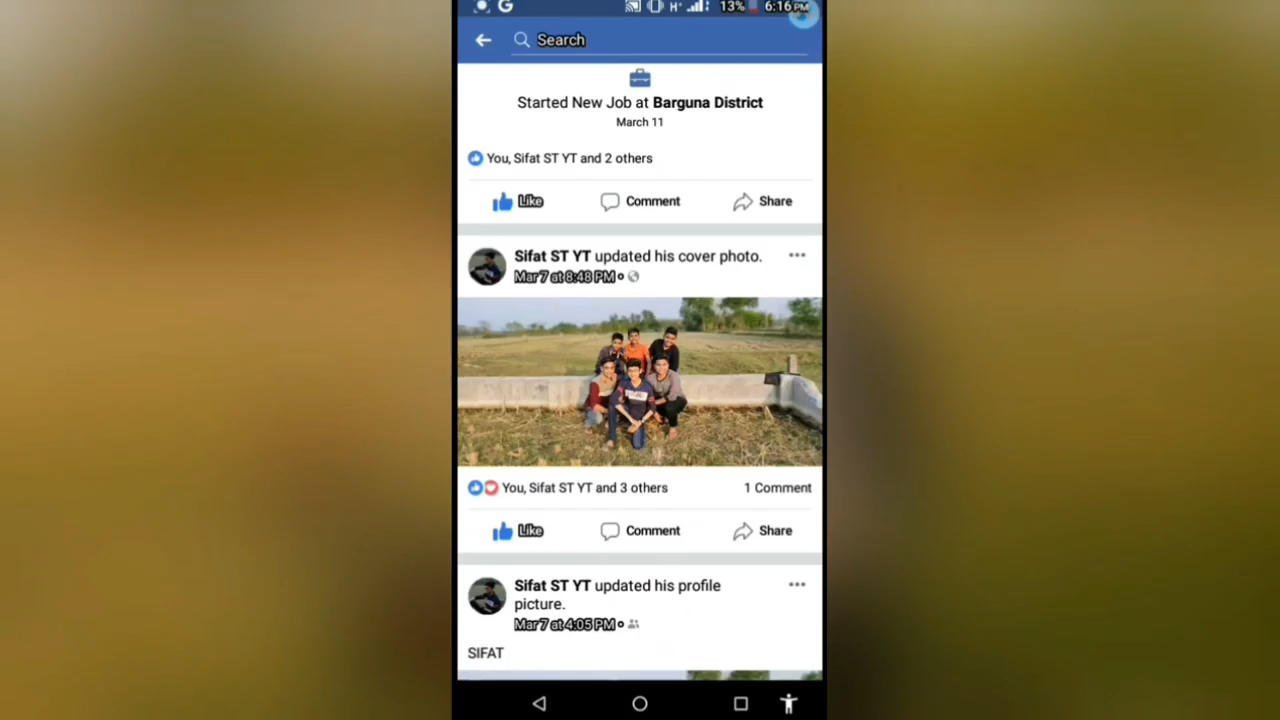 G H+ 13% 6:16 PM
Search
Started New Job at Barguna District
March 11
You, Sifat ST YT and 2 others
Like Comment Share
Sifat ST YT updated his cover photo.
Mar 7 at 8:48 PM
You, Sifat ST YT and 3 others 1 Comment
Like Comment Share
Sifat ST YT updated his profile
picture.
Mar 7 at 4:05 PM
SIFAT